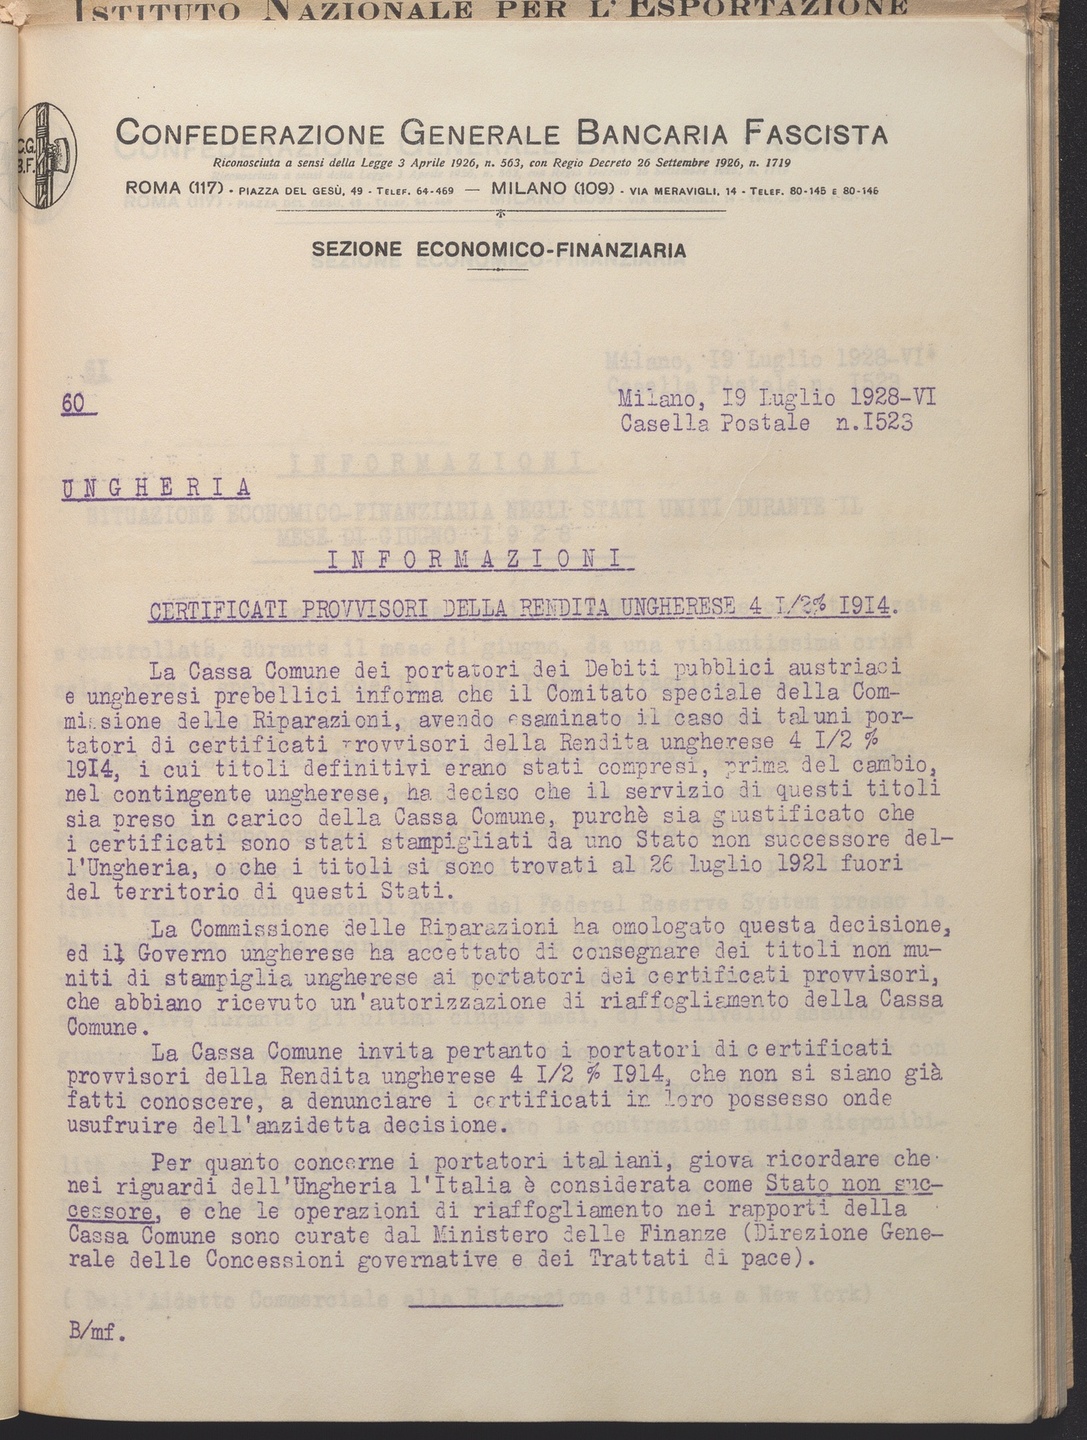 ISTITUTO NAZIONALE PER L'ESPORTAZIONE
C.G.
B.F.
CONFEDERAZIONE GENERALE BANCARIA FASCISTA
Riconosciuta a sensi della Legge 3 Aprile 1926, n. 563, con Regio Decreto 26 Settembre 1926, n. 1719
ROMA (117) - PIAZZA DEL GESÙ, 49 - TELEF. 64-469 — MILANO (109) - VIA MERAVIGLI, 14 - TELEF. 80-145 E 80-146
SEZIONE ECONOMICO-FINANZIARIA
60
Milano, I9 Luglio 1928-VI
Casella Postale n.I523
UNGHERIA
INFORMAZIONI
CERTIFICATI PROVVISORI DELLA RENDITA UNGHERESE 4 I/2% I9I4.
La Cassa Comune dei portatori dei Debiti pubblici austriaci
e ungheresi prebellici informa che il Comitato speciale della Com-
missione delle Riparazioni, avendo esaminato il caso di taluni por-
tatori di certificati provvisori della Rendita ungherese 4 I/2 %
19I4, i cui titoli definitivi erano stati compresi, prima del cambio,
nel contingente ungherese, ha deciso che il servizio di questi titoli
sia preso in carico della Cassa Comune, purchè sia giustificato che
i certificati sono stati stampigliati da uno Stato non successore del-
l'Ungheria, o che i titoli si sono trovati al 26 luglio 1921 fuori
del territorio di questi Stati.
La Commissione delle Riparazioni ha omologato questa decisione,
ed il Governo ungherese ha accettato di consegnare dei titoli non mu-
niti di stampiglia ungherese ai portatori dei certificati provvisori,
che abbiano ricevuto un'autorizzazione di riaffogliamento della Cassa
Comune.
La Cassa Comune invita pertanto i portatori di c ertificati
provvisori della Rendita ungherese 4 I/2 % I9I4, che non si siano già
fatti conoscere, a denunciare i certificati in loro possesso onde
usufruire dell'anzidetta decisione.
Per quanto concerne i portatori italiani, giova ricordare che
nei riguardi dell'Ungheria l'Italia è considerata come Stato non suc-
cessore, e che le operazioni di riaffogliamento nei rapporti della
Cassa Comune sono curate dal Ministero delle Finanze (Direzione Gene-
rale delle Concessioni governative e dei Trattati di pace).
B/mf.